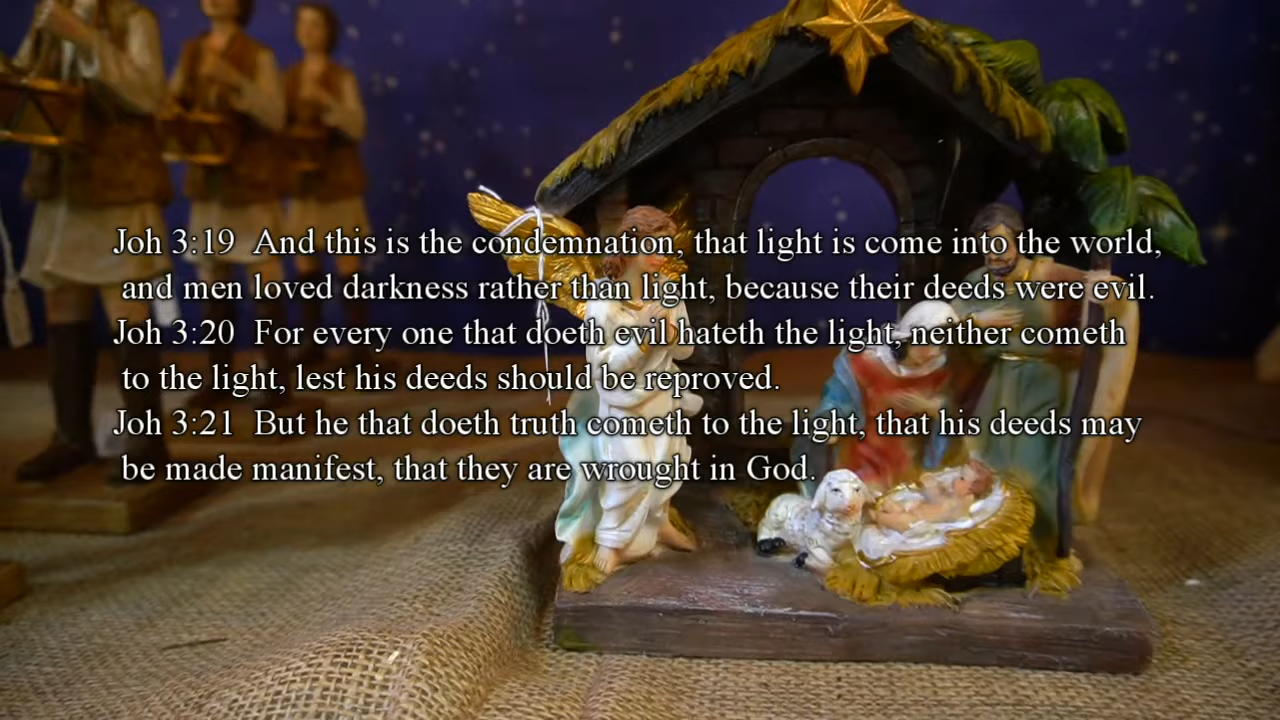 Joh 3:19  And this is the condemnation, that light is come into the world,
and men loved darkness rather than light, because their deeds were evil.
Joh 3:20  For every one that doeth evil hateth the light, neither cometh
to the light, lest his deeds should be reproved.
Joh 3:21  But he that doeth truth cometh to the light, that his deeds may
be made manifest, that they are wrought in God.